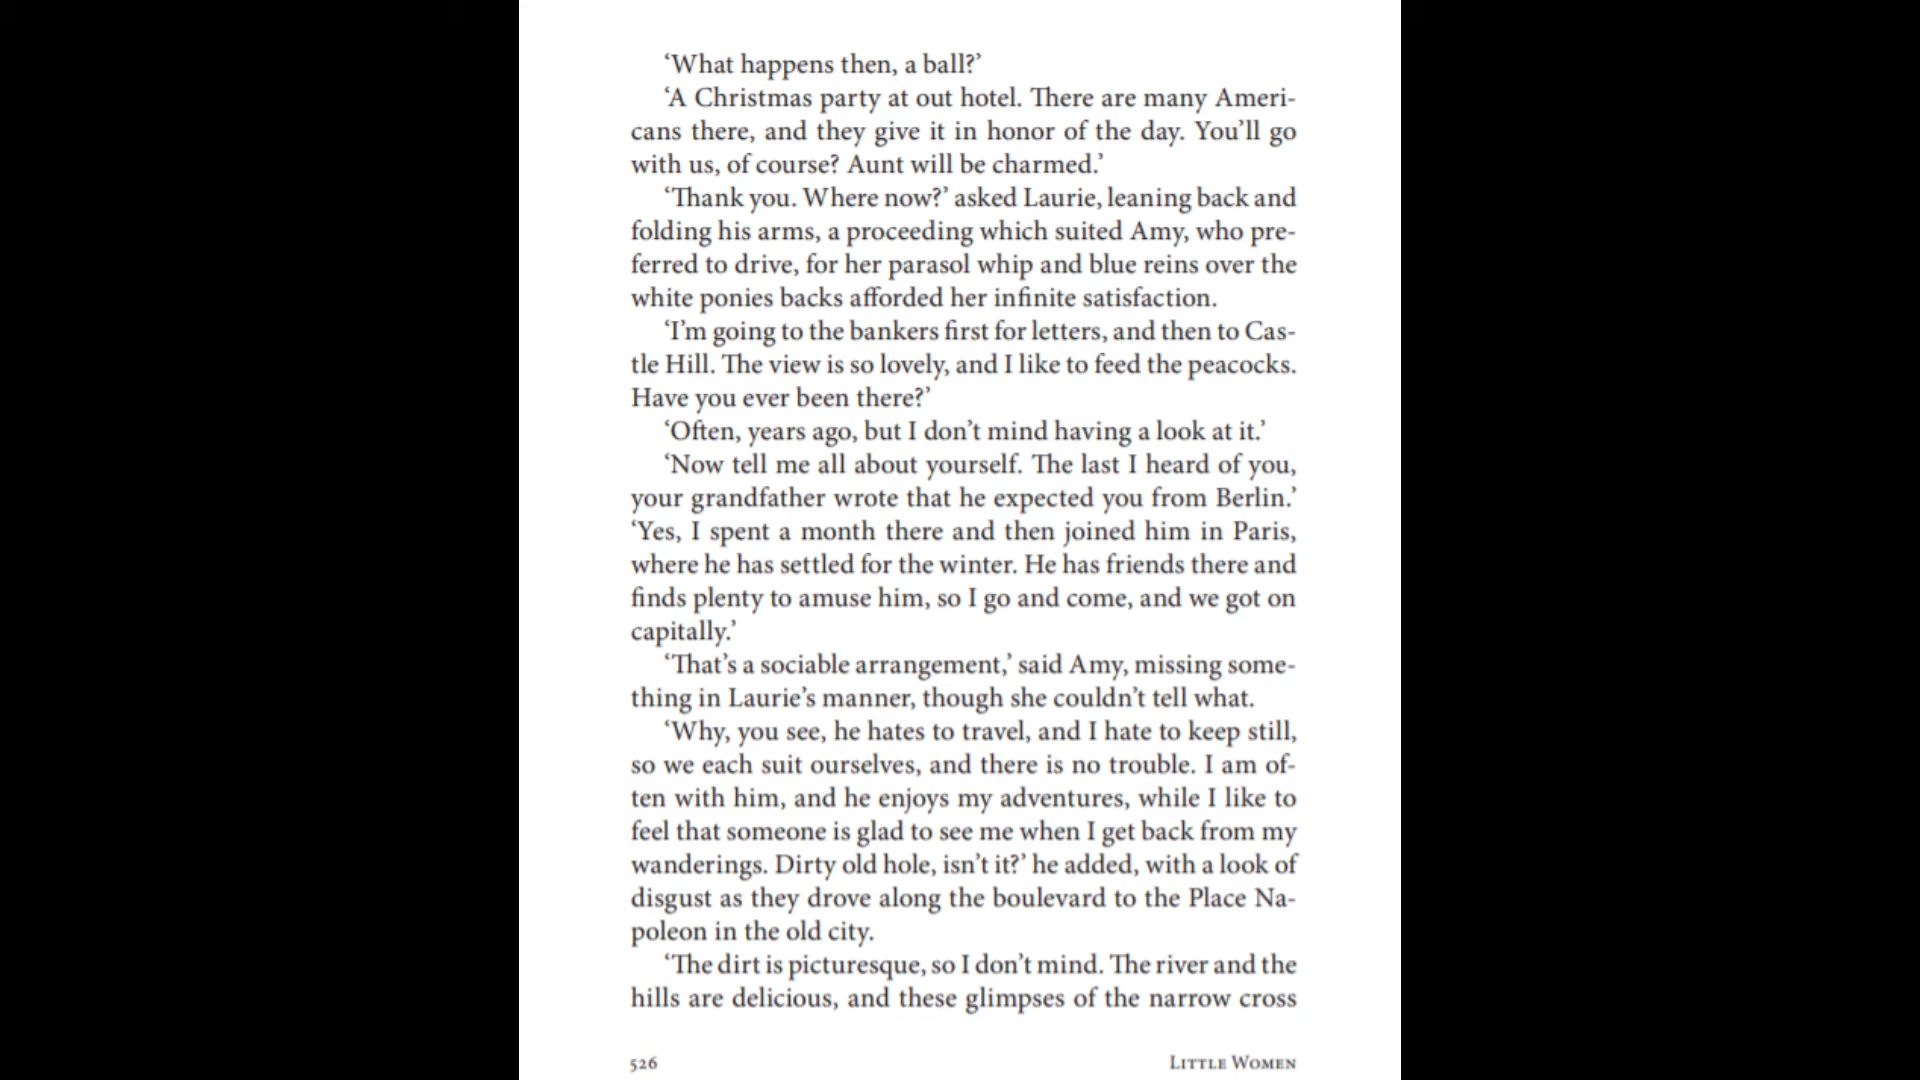 ‘What happens then, a ball?’
‘A Christmas party at out hotel. There are many Ameri-
cans there, and they give it in honor of the day. You’ll go
with us, of course? Aunt will be charmed.’
‘Thank you. Where now?’ asked Laurie, leaning back and
folding his arms, a proceeding which suited Amy, who pre-
ferred to drive, for her parasol whip and blue reins over the
white ponies backs afforded her infinite satisfaction.
‘I’m going to the bankers first for letters, and then to Cas-
tle Hill. The view is so lovely, and I like to feed the peacocks.
Have you ever been there?’
‘Often, years ago, but I don’t mind having a look at it.’
‘Now tell me all about yourself. The last I heard of you,
your grandfather wrote that he expected you from Berlin.’
‘Yes, I spent a month there and then joined him in Paris,
where he has settled for the winter. He has friends there and
finds plenty to amuse him, so I go and come, and we got on
capitally.’
‘That’s a sociable arrangement,’ said Amy, missing some-
thing in Laurie’s manner, though she couldn’t tell what.
‘Why, you see, he hates to travel, and I hate to keep still,
so we each suit ourselves, and there is no trouble. I am of-
ten with him, and he enjoys my adventures, while I like to
feel that someone is glad to see me when I get back from my
wanderings. Dirty old hole, isn’t it?’ he added, with a look of
disgust as they drove along the boulevard to the Place Na-
poleon in the old city.
‘The dirt is picturesque, so I don’t mind. The river and the
hills are delicious, and these glimpses of the narrow cross
526 Little Women